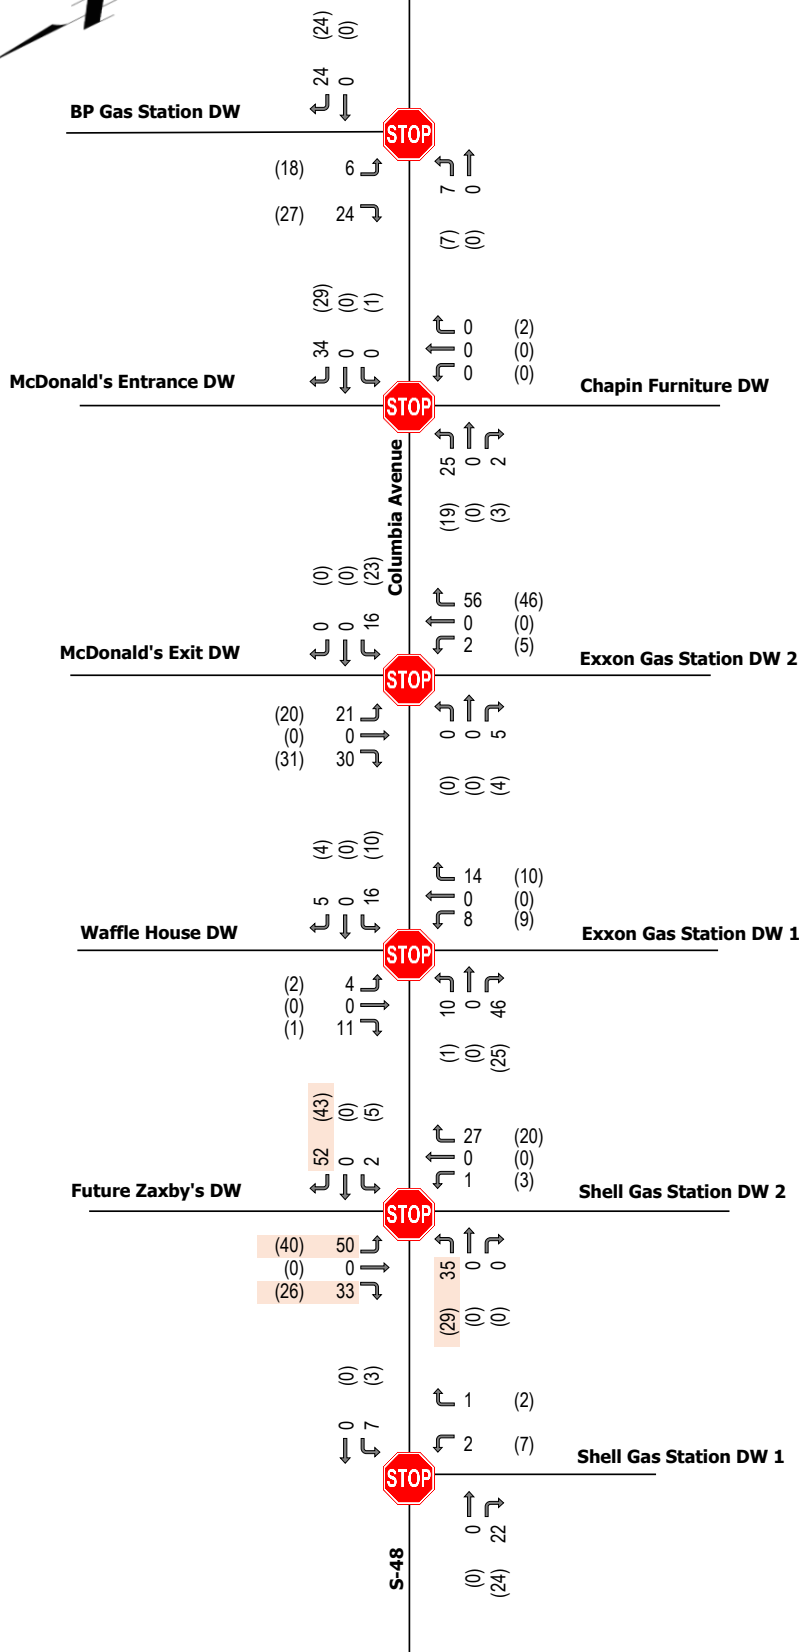 (24) (0)
24 0
BP Gas Station DW
STOP
(18) 6
7 0
(27) 24
(7) (0)
(29) (0) (1)
0 (2)
34 0 0
0 (0)
0 (0)
McDonald's Entrance DW
Chapin Furniture DW
STOP
25 0 2
(19) (0) (3)
Columbia Avenue
(0) (0) (23)
56 (46)
0 0 16
0 (0)
2 (5)
McDonald's Exit DW
Exxon Gas Station DW 2
STOP
(20) 21
(0) 0
(31) 30
0 0 5
(0) (0) (4)
(4) (0) (10)
14 (10)
5 0 16
0 (0)
8 (9)
Waffle House DW
Exxon Gas Station DW 1
STOP
(2) 4
(0) 0
(1) 11
10 0 46
(1) (0) (25)
(43) (0) (5)
27 (20)
52 0 2
0 (0)
1 (3)
Future Zaxby's DW
Shell Gas Station DW 2
STOP
(40) 50
(0) 0
(26) 33
35 0 0
(29) (0) (0)
(0) (3)
1 (2)
0 7
2 (7)
Shell Gas Station DW 1
STOP
0 22
S-48
(0) (24)